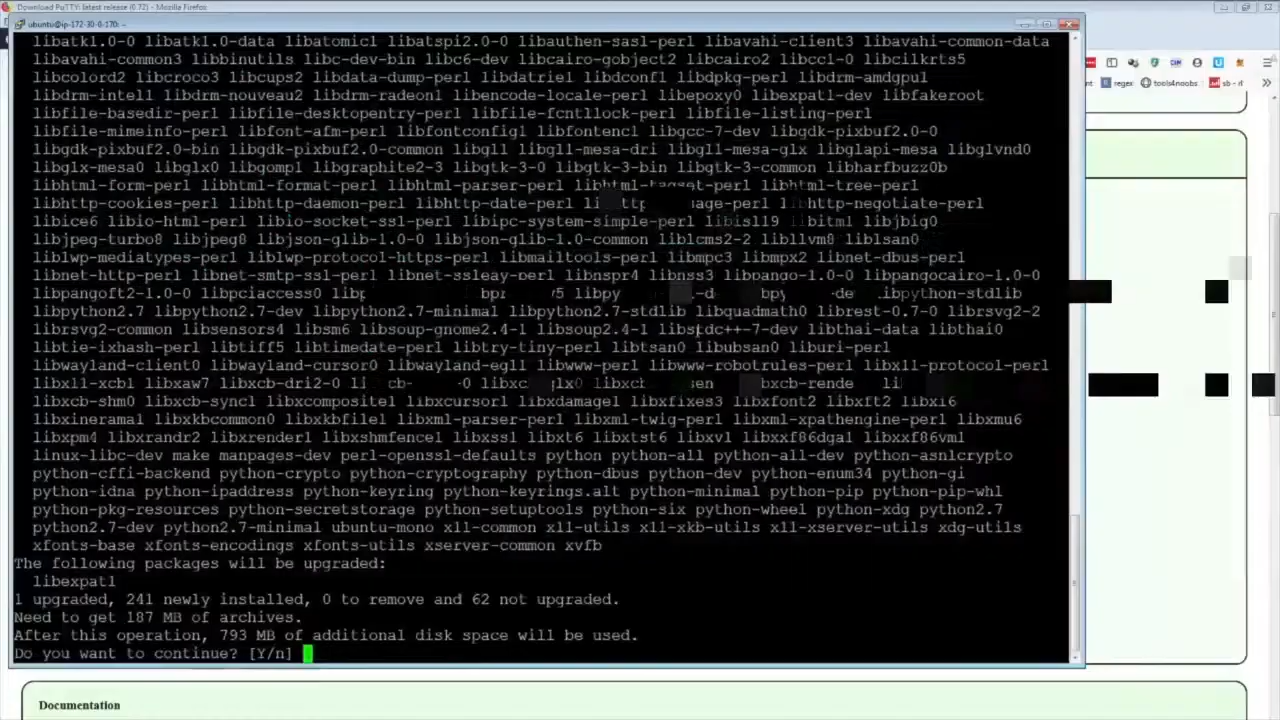 Download PuTTY: latest release (0.72) - Mozilla Firefox
ubuntu@ip-172-30-0-170: ~
libatk1.0-0 libatk1.0-data libatomic1 libatspi2.0-0 libauthen-sasl-perl libavahi-client3 libavahi-common-data
libavahi-common3 libbinutils libc-dev-bin libc6-dev libcairo-gobject2 libcairo2 libcc1-0 libcilkrts5
libcolord2 libcroco3 libcups2 libdata-dump-perl libdatrie1 libdconf1 libdpkg-perl libdrm-amdgpu1
libdrm-intel1 libdrm-nouveau2 libdrm-radeon1 libencode-locale-perl libepoxy0 libexpat1-dev libfakeroot
libfile-basedir-perl libfile-desktopentry-perl libfile-fcntllock-perl libfile-listing-perl
libfile-mimeinfo-perl libfont-afm-perl libfontconfig1 libfontenc1 libgcc-7-dev libgdk-pixbuf2.0-0
libgdk-pixbuf2.0-bin libgdk-pixbuf2.0-common libgl1 libgl1-mesa-dri libgl1-mesa-glx libglapi-mesa libglvnd0
libglx-mesa0 libglx0 libgomp1 libgraphite2-3 libgtk-3-0 libgtk-3-bin libgtk-3-common libharfbuzz0b
libhtml-form-perl libhtml-format-perl libhtml-parser-perl libhtml-tagset-perl libhtml-tree-perl
libhttp-cookies-perl libhttp-daemon-perl libhttp-date-perl age-perl libhttp-negotiate-perl
libice6 libio-html-perl libio-socket-ssl-perl libipc-system-simple-perl libisl19 bitm1 libjbig0
libjpeg-turbo8 libjpeg8 libjson-glib-1.0-0 libjson-glib-1.0-common liblcms2-2 libllvm8 liblsan0
liblwp-mediatypes-perl liblwp-protocol-https-perl libmailtools-perl libmpc3 libmpx2 libnet-dbus-perl
libnet-http-perl libnet-smtp-ssl-perl libnet-ssleay-perl libnspr4 libnss3 libpango-1.0-0 libpangocairo-1.0-0
libpangoft2-1.0-0 libpciaccess0 libpython-stdlib
libpython2.7 libpython2.7-dev libpython2.7-minimal libpython2.7-stdlib libquadmath0 librest-0.7-0 librsvg2-2
librsvg2-common libsensors4 libsm6 libsoup-gnome2.4-1 libsoup2.4-1 libstdc++-7-dev libthai-data libthai0
libtie-ixhash-perl libtiff5 libtimedate-perl libtry-tiny-perl libtsan0 libubsan0 liburi-perl
libwayland-client0 libwayland-cursor0 libwayland-egl1 libwww-perl libwww-robotrules-perl libx11-protocol-perl
libx11-xcb1 libxaw7 libxcb-dri2-0
libxcb-shm0 libxcb-sync1 libxcomposite1 libxcursor1 libxdamage1 libxfixes3 libxfont2 libxft2 libxi6
libxinerama1 libxkbcommon0 libxkbfile1 libxml-parser-perl libxml-twig-perl libxml-xpathengine-perl libxmu6
libxpm4 libxrandr2 libxrender1 libxshmfence1 libxss1 libxt6 libxtst6 libxv1 libxxf86dga1 libxxf86vm1
linux-libc-dev make manpages-dev perl-openssl-defaults python python-all python-all-dev python-asn1crypto
python-cffi-backend python-crypto python-cryptography python-dbus python-dev python-enum34 python-gi
python-idna python-ipaddress python-keyring python-keyrings.alt python-minimal python-pip python-pip-whl
python-pkg-resources python-secretstorage python-setuptools python-six python-wheel python-xdg python2.7
python2.7-dev python2.7-minimal ubuntu-mono x11-common x11-utils x11-xkb-utils x11-xserver-utils xdg-utils
xfonts-base xfonts-encodings xfonts-utils xserver-common xvfb
The following packages will be upgraded:
libexpat1
1 upgraded, 241 newly installed, 0 to remove and 62 not upgraded.
Need to get 187 MB of archives.
After this operation, 793 MB of additional disk space will be used.
Do you want to continue? [Y/n]
regex tools4noobs sb - rl
Documentation